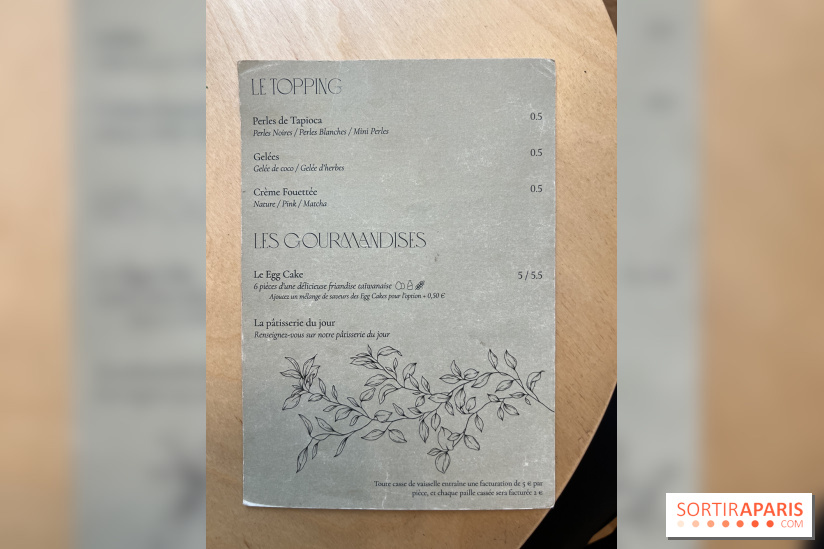 LE TOPPING
Perles de Tapioca 0.5
Perles Noires / Perles Blanches / Mini Perles
Gelées 0.5
Gelée de coco / Gelée d'herbes
Crème Fouettée 0.5
Nature / Pink / Matcha
LES GOURMANDISES
Le Egg Cake 5 / 5.5
6 pièces d'une délicieuse friandise taïwanaise
Ajoutez un mélange de saveurs des Egg Cakes pour l'option + 0,50 €
La pâtisserie du jour
Renseignez-vous sur notre pâtisserie du jour
Toute casse de vaisselle entraîne une facturation de 5 € par
pièce, et chaque paille cassée sera facturée 2 €
SORTIRAPARIS
.COM